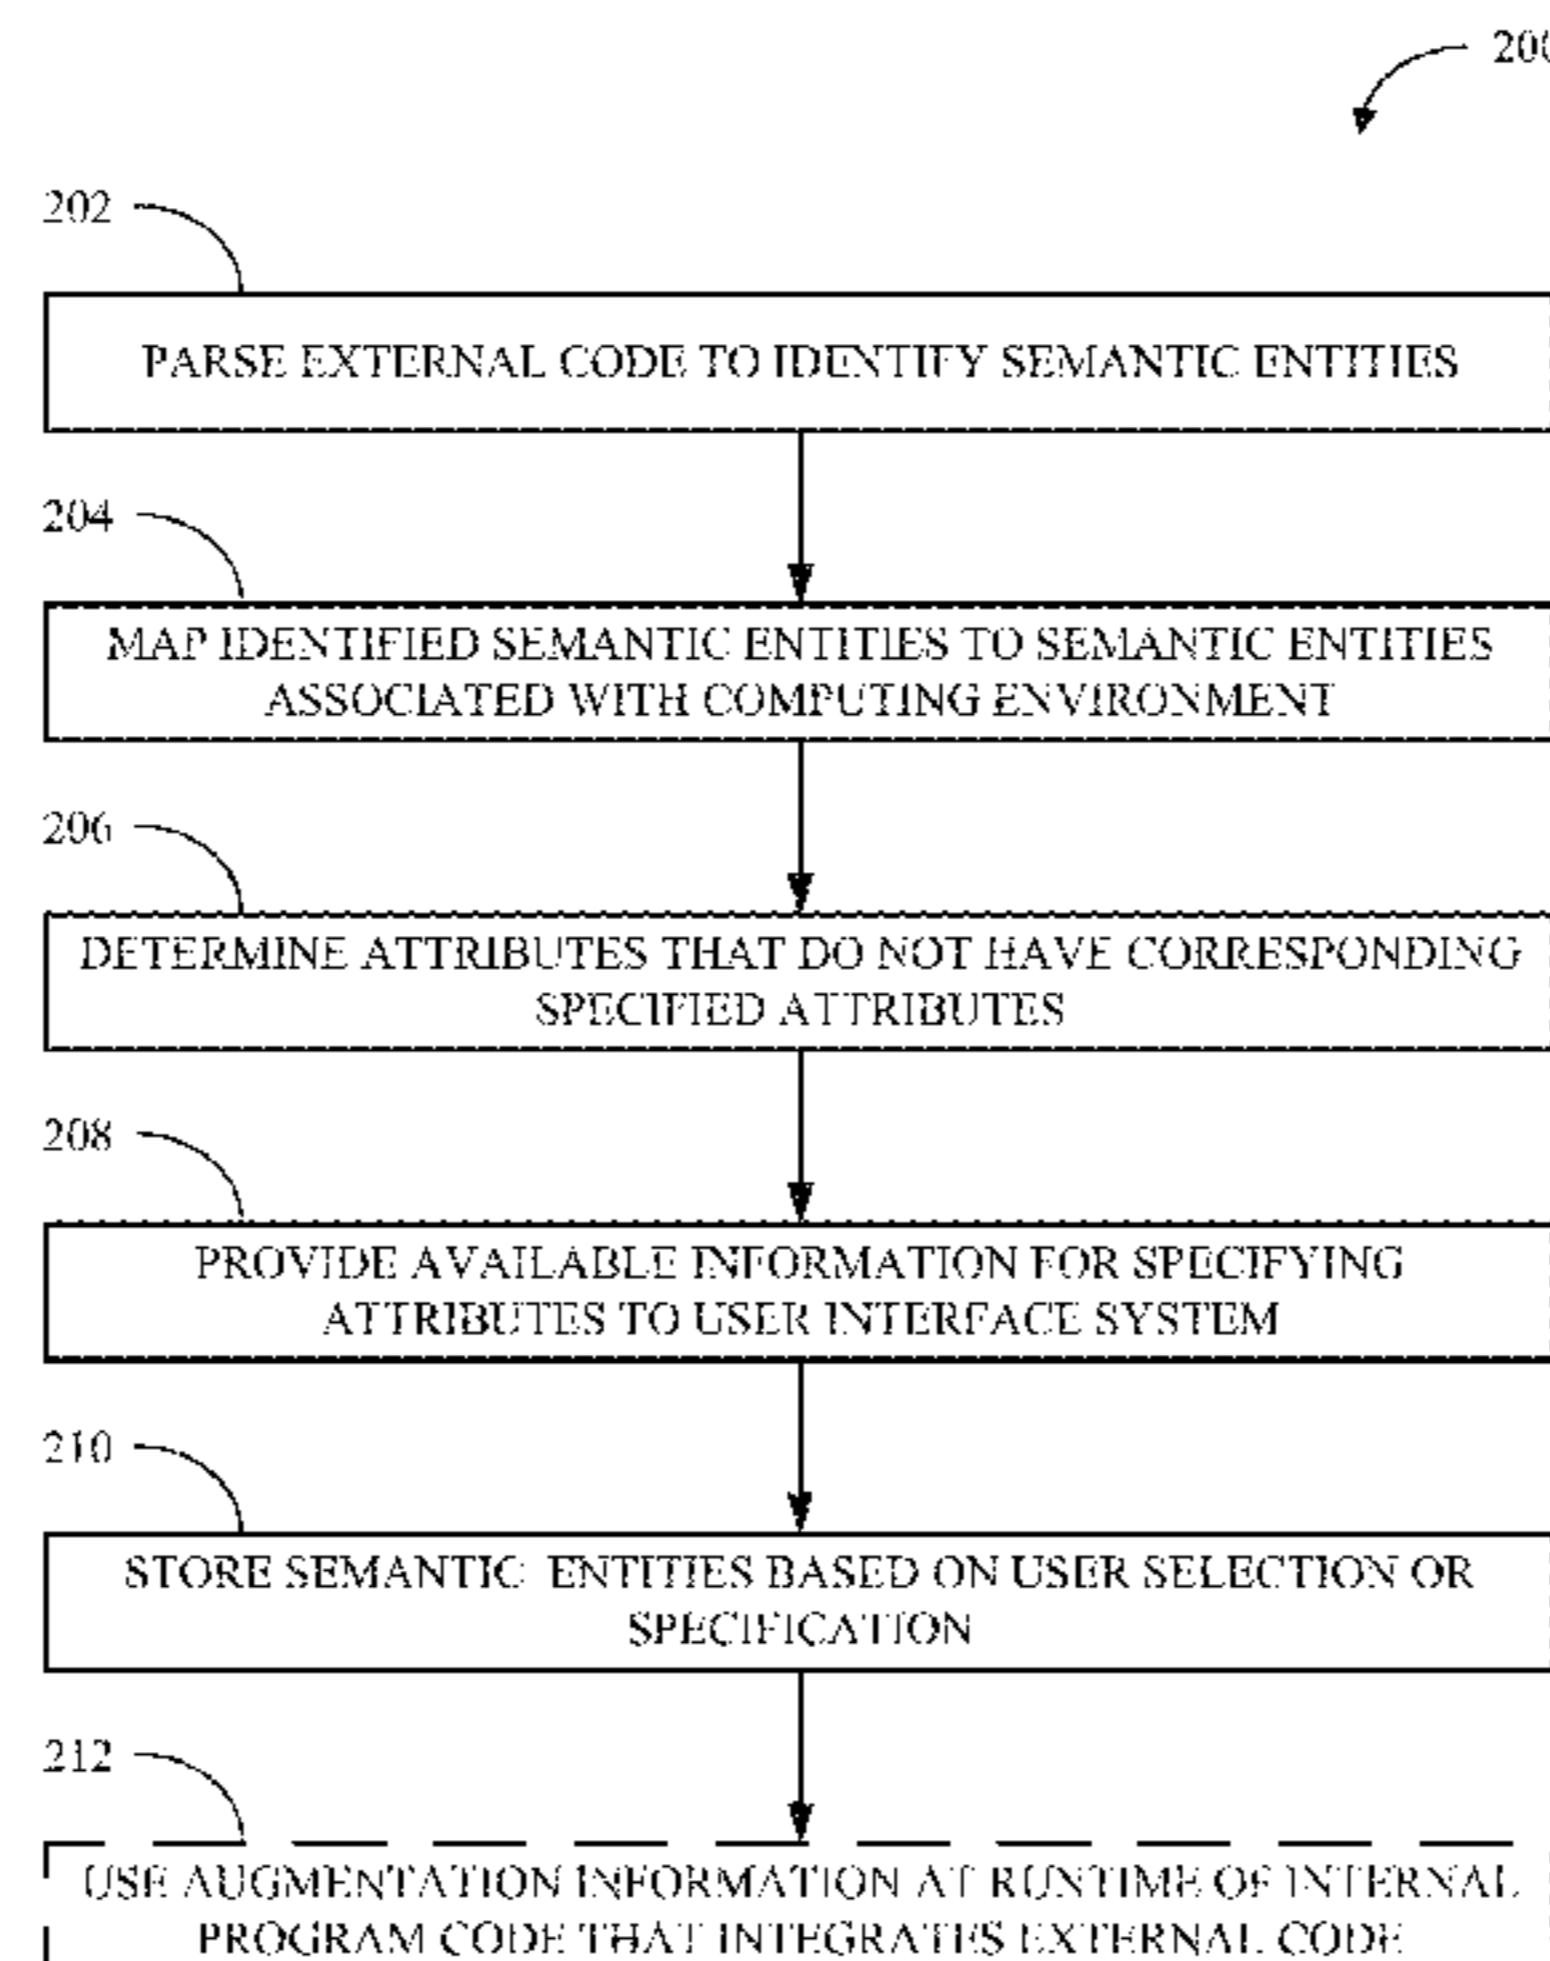 200
202
PARSE EXTERNAL CODE TO IDENTIFY SEMANTIC ENTITIES
204
MAP IDENTIFIED SEMANTIC ENTITIES TO SEMANTIC ENTITIES
ASSOCIATED WITH COMPUTING ENVIRONMENT
206
DETERMINE ATTRIBUTES THAT DO NOT HAVE CORRESPONDING
SPECIFIED ATTRIBUTES
208
PROVIDE AVAILABLE INFORMATION FOR SPECIFYING
ATTRIBUTES TO USER INTERFACE SYSTEM
210
STORE SEMANTIC ENTITIES BASED ON USER SELECTION OR
SPECIFICATION
212
USE AUGMENTATION INFORMATION AT RUNTIME OF INTERNAL
PROGRAM CODE THAT INTEGRATES EXTERNAL CODE